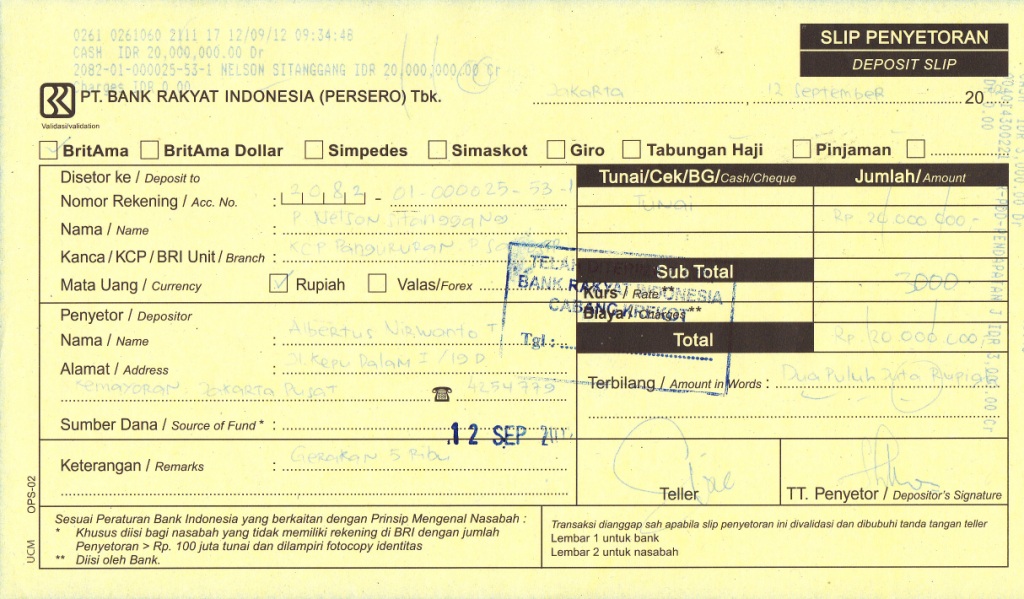 0261 0261060 2111 17 12/09/12 09:34:48
CASH IDR 20,000,000.00 Dr
2082-01-000025-53-1 NELSON SITANGGANG IDR 20,000,000.00 Cr
Charges IDR 0.00
SLIP PENYETORAN
DEPOSIT SLIP
PT. BANK RAKYAT INDONESIA (PERSERO) Tbk.
Jakarta 12 September 20
Validasi/validation
BritAma BritAma Dollar Simpedes Simaskot Giro Tabungan Haji Pinjaman
Disetor ke / Deposit to
Nomor Rekening / Acc. No. : 2082 - 01-000025-53-1
Nama / Name : P Nelson Sitanggang
Kanca/KCP/BRI Unit/Branch : KCP Pangururan P
Mata Uang / Currency : Rupiah Valas/Forex
Penyetor / Depositor
Nama / Name : Albertus Nirwonto T
Alamat / Address : Jl. Kepu Dalam I / 19 D
Kemayoran Jakarta Pusat 4254779
Sumber Dana / Source of Fund * :
12 SEP
Keterangan / Remarks : Gerakan 5 Ribu
Tunai/Cek/BG/Cash/Cheque Jumlah/Amount
Tunai
Rp. 20.000.000,-
Sub Total 3000
Kurs / Rate **
Biaya / Charges **
Total Rp. 20.000.000,
TELAH DITERIMA
BANK RAKYAT INDONESIA
CABANG KREKOT
Tgl :
Terbilang / Amount in Words : Dua Puluh Juta Rupiah
Teller
TT. Penyetor / Depositor's Signature
UCM OPS-02
Sesuai Peraturan Bank Indonesia yang berkaitan dengan Prinsip Mengenal Nasabah :
* Khusus diisi bagi nasabah yang tidak memiliki rekening di BRI dengan jumlah
Penyetoran > Rp. 100 juta tunai dan dilampiri fotocopy identitas
** Diisi oleh Bank.
Transaksi dianggap sah apabila slip penyetoran ini divalidasi dan dibubuhi tanda tangan teller
Lembar 1 untuk bank
Lembar 2 untuk nasabah